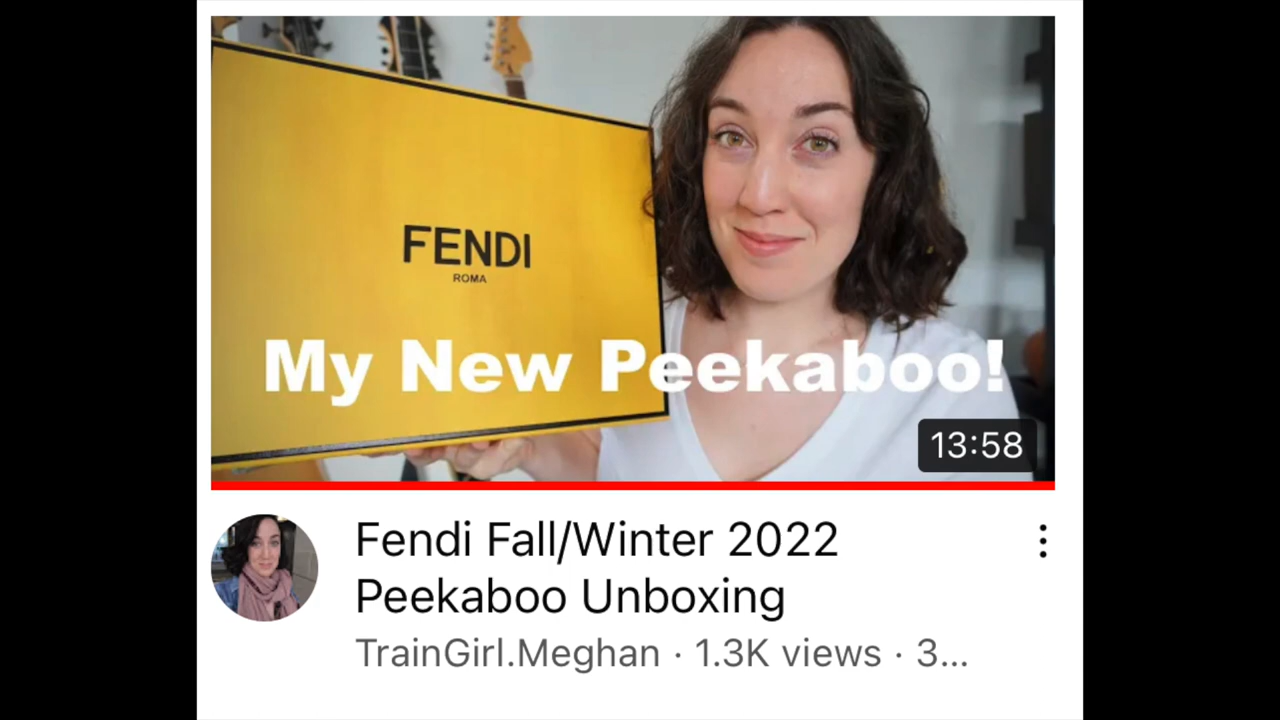 FENDI
ROMA
My New Peekaboo!
13:58
Fendi Fall/Winter 2022
Peekaboo Unboxing
TrainGirl.Meghan · 1.3K views · 3...